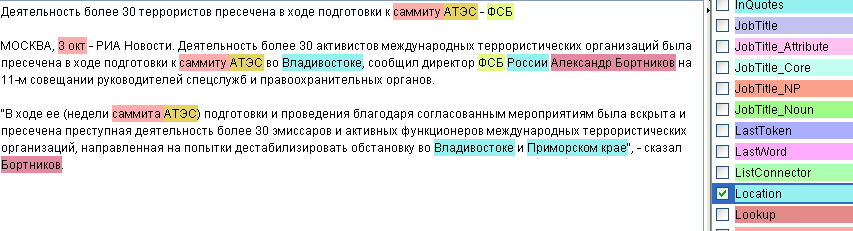 Деятельность более 30 террористов пресечена в ходе подготовки к саммиту АТЭС - ФСБ
МОСКВА, 3 окт - РИА Новости. Деятельность более 30 активистов международных террористических организаций была
пресечена в ходе подготовки к саммиту АТЭС во Владивостоке, сообщил директор ФСБ России Александр Бортников на
11-м совещании руководителей спецслужб и правоохранительных органов.
"В ходе ее (недели саммита АТЭС) подготовки и проведения благодаря согласованным мероприятиям была вскрыта и
пресечена преступная деятельность более 30 эмиссаров и активных функционеров международных террористических
организаций, направленная на попытки дестабилизировать обстановку во Владивостоке и Приморском крае", - сказал
Бортников.
InQuotes
JobTitle
JobTitle_Attribute
JobTitle_Core
JobTitle_NP
JobTitle_Noun
LastToken
LastWord
ListConnector
Location
Lookup